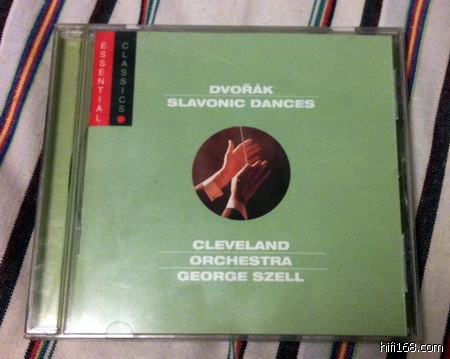 ESSENTIAL
CLASSICS
DVOŘÁK
SLAVONIC DANCES
CLEVELAND
ORCHESTRA
GEORGE SZELL
hifi168.com